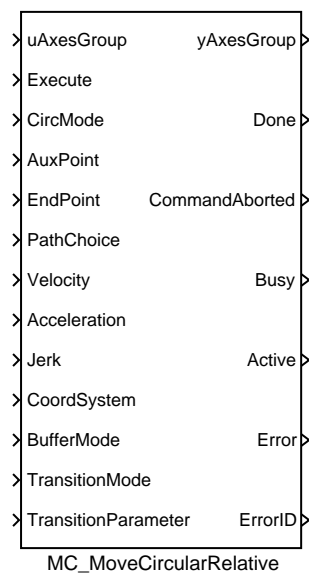 uAxesGroup yAxesGroup
Execute
CircMode Done
AuxPoint
EndPoint CommandAborted
PathChoice
Velocity Busy
Acceleration
Jerk Active
CoordSystem
BufferMode Error
TransitionMode
TransitionParameter ErrorID
MC_MoveCircularRelative